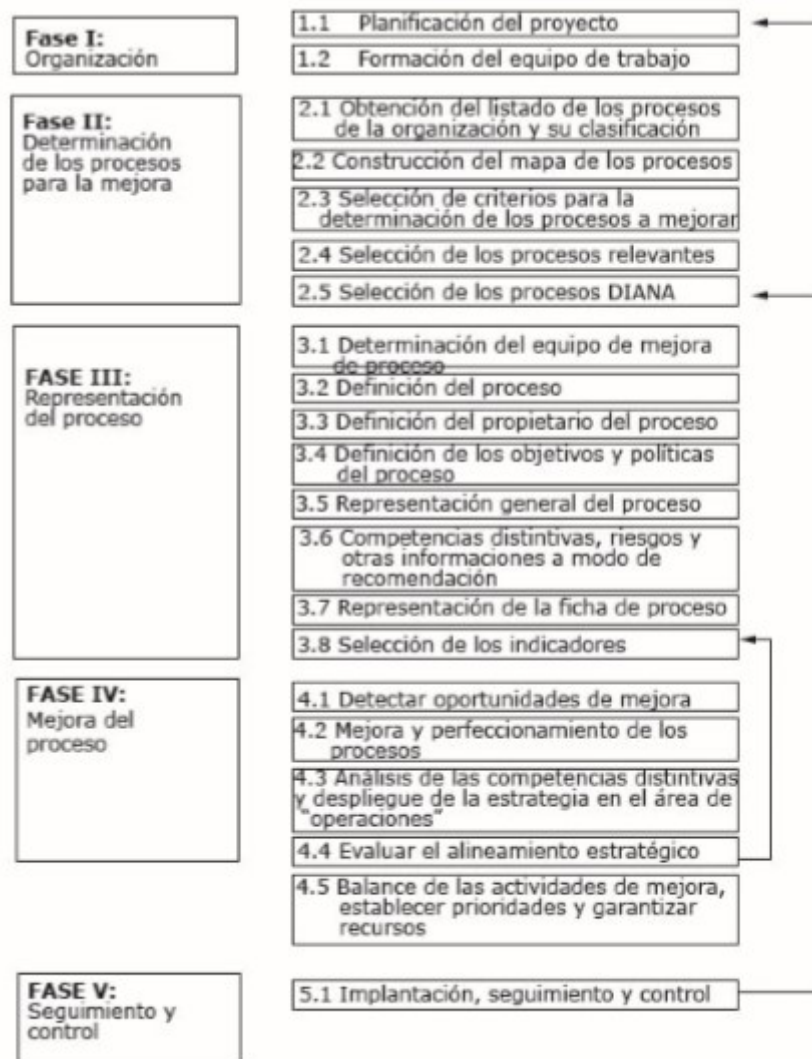 Fase I:
Organización
1.1 Planificación del proyecto
1.2 Formación del equipo de trabajo
Fase II:
Determinación
de los procesos
para la mejora
2.1 Obtención del listado de los procesos
de la organización y su clasificación
2.2 Construcción del mapa de los procesos
2.3 Selección de criterios para la
determinación de los procesos a mejorar
2.4 Selección de los procesos relevantes
2.5 Selección de los procesos DIANA
FASE III:
Representación
del proceso
3.1 Determinación del equipo de mejora
de proceso
3.2 Definición del proceso
3.3 Definición del propietario del proceso
3.4 Definición de los objetivos y políticas
del proceso
3.5 Representación general del proceso
3.6 Competencias distintivas, riesgos y
otras informaciones a modo de
recomendación
3.7 Representación de la ficha de proceso
3.8 Selección de los indicadores
FASE IV:
Mejora del
proceso
4.1 Detectar oportunidades de mejora
4.2 Mejora y perfeccionamiento de los
procesos
4.3 Análisis de las competencias distintivas
y despliegue de la estrategia en el área de
"operaciones"
4.4 Evaluar el alineamiento estratégico
4.5 Balance de las actividades de mejora,
establecer prioridades y garantizar
recursos
FASE V:
Seguimiento y
control
5.1 Implantación, seguimiento y control